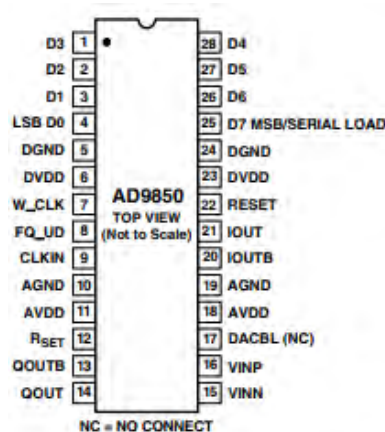 D3 1 28 D4
D2 2 27 D5
D1 3 26 D6
LSB D0 4 25 D7 MSB/SERIAL LOAD
DGND 5 24 DGND
DVDD 6 23 DVDD
W_CLK 7 22 RESET
FQ_UD 8 21 IOUT
CLKIN 9 20 IOUTB
AGND 10 19 AGND
AVDD 11 18 AVDD
RSET 12 17 DACBL (NC)
QOUTB 13 16 VINP
QOUT 14 15 VINN
AD9850
TOP VIEW
(Not to Scale)
NC = NO CONNECT